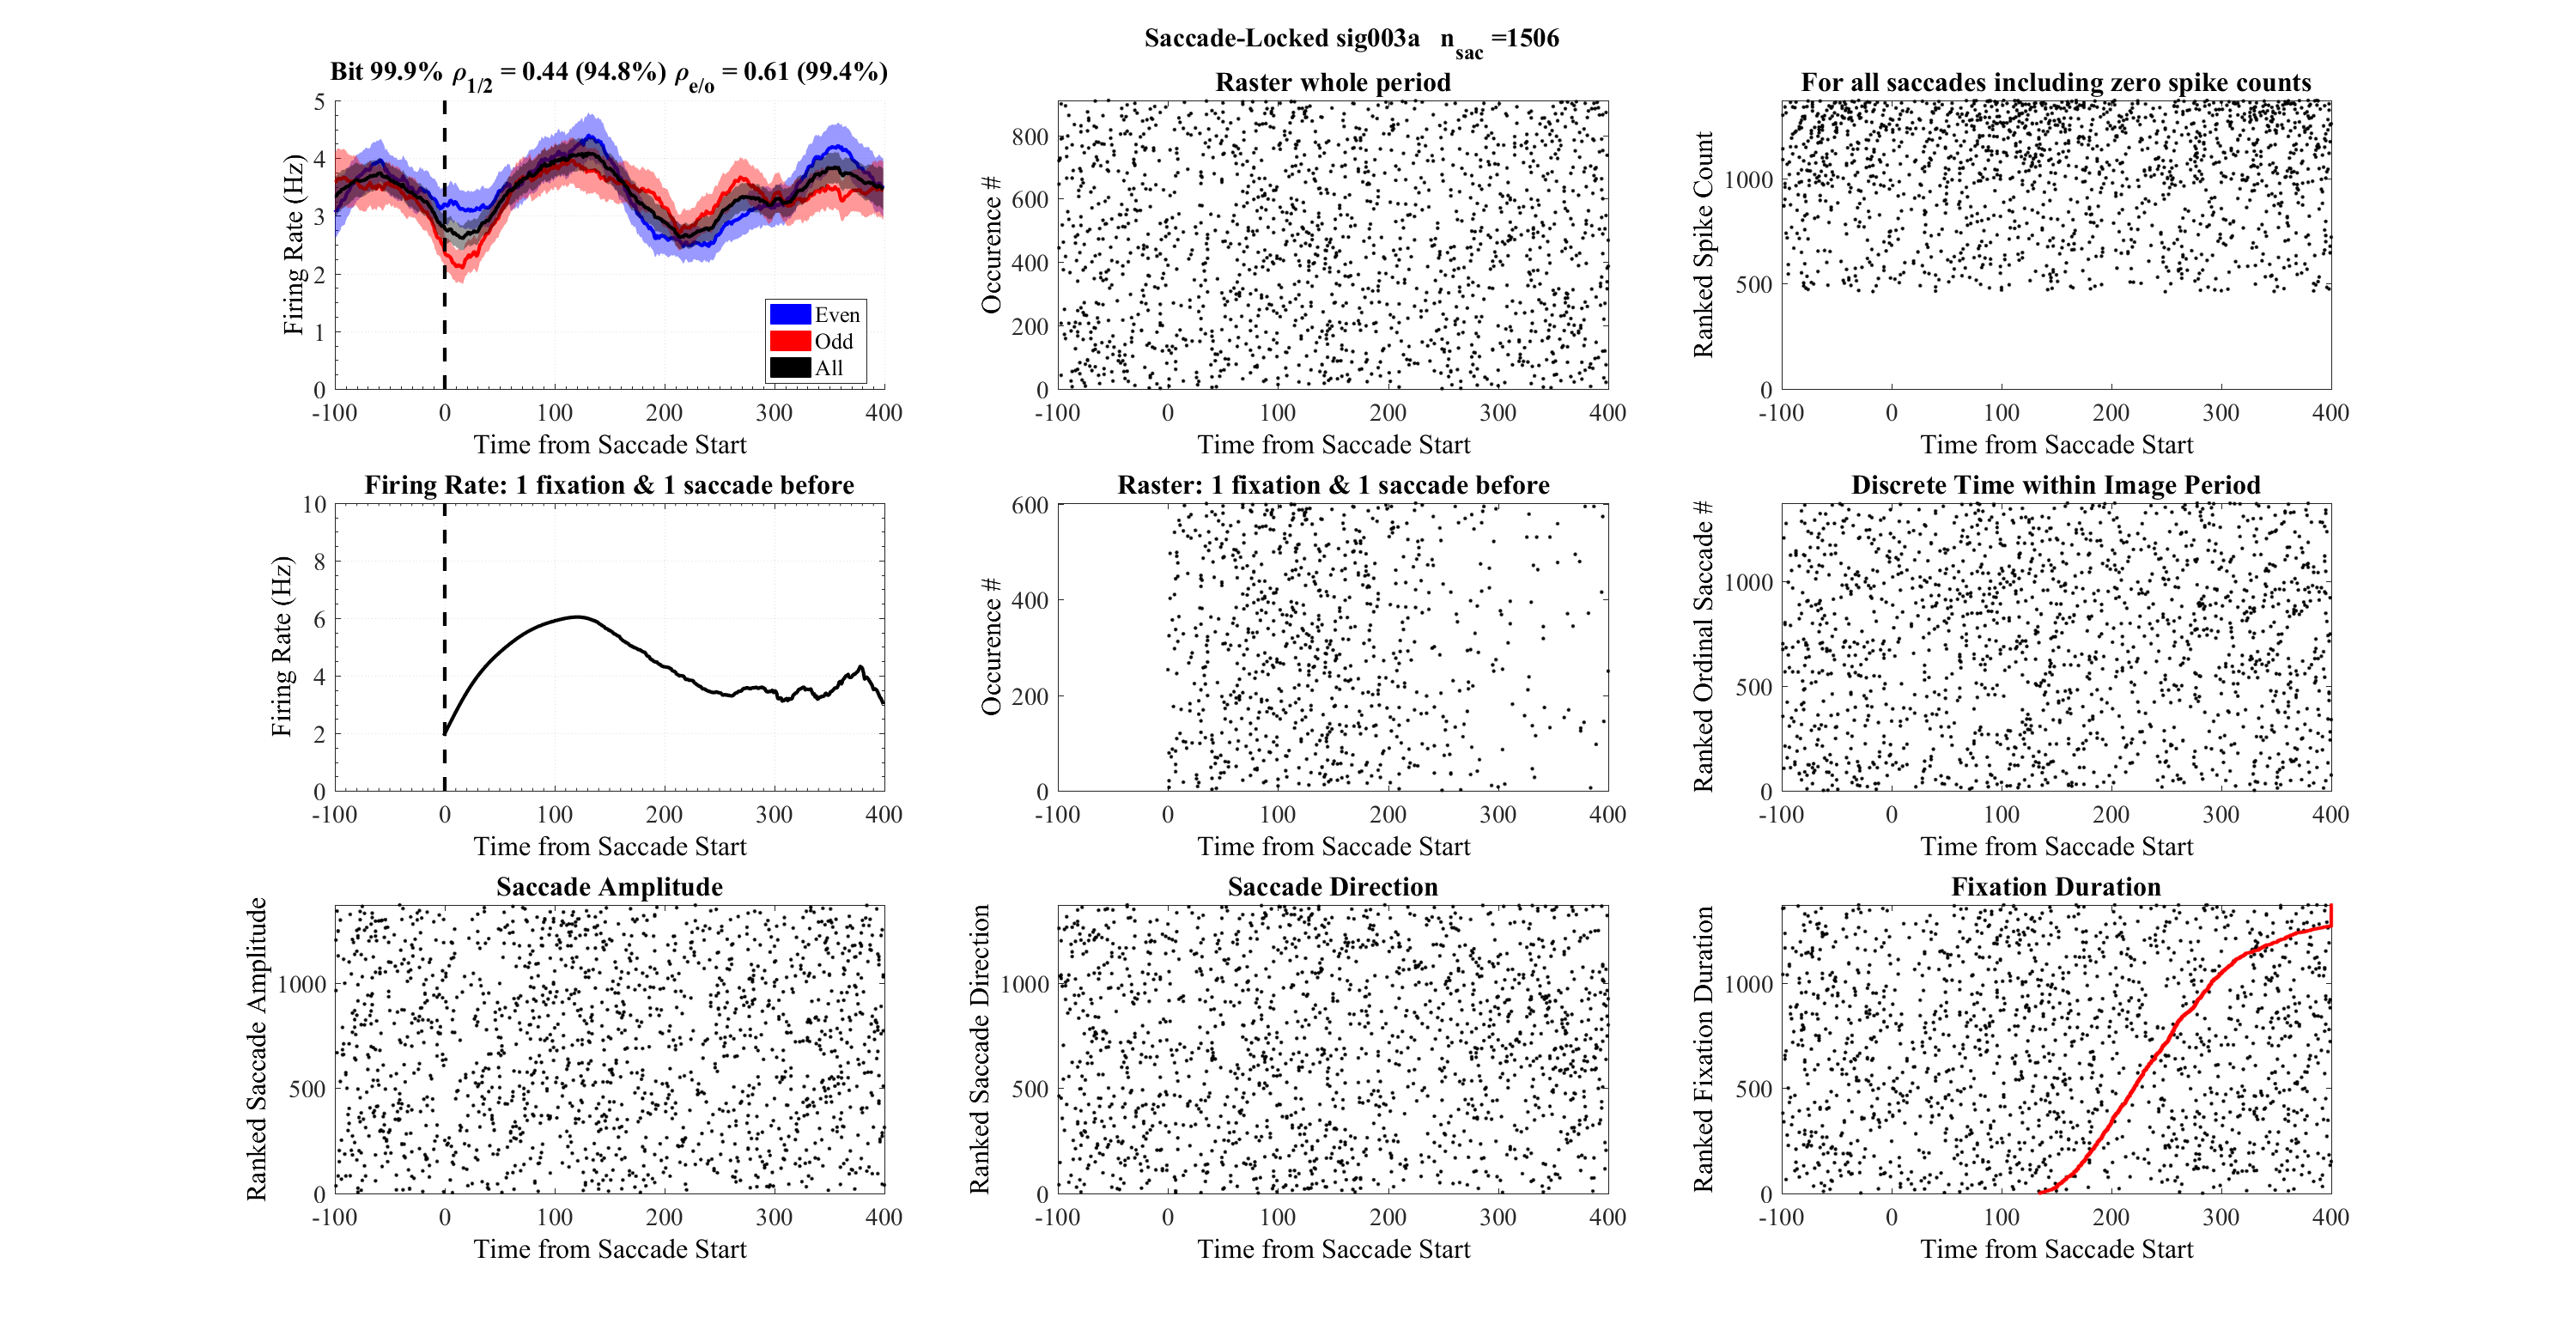 Saccade-Locked sig003a n_sac =1506
Bit 99.9% ρ_1/2 = 0.44 (94.8%) ρ_e/o = 0.61 (99.4%)
Firing Rate (Hz)
5
4
3
2
1
0
Even
Odd
All
-100 0 100 200 300 400
Time from Saccade Start
Raster whole period
Occurence #
800
600
400
200
0
-100 0 100 200 300 400
Time from Saccade Start
For all saccades including zero spike counts
Ranked Spike Count
1000
500
0
-100 0 100 200 300 400
Time from Saccade Start
Firing Rate: 1 fixation & 1 saccade before
Firing Rate (Hz)
10
8
6
4
2
0
-100 0 100 200 300 400
Time from Saccade Start
Raster: 1 fixation & 1 saccade before
Occurence #
600
400
200
0
-100 0 100 200 300 400
Time from Saccade Start
Discrete Time within Image Period
Ranked Ordinal Saccade #
1000
500
0
-100 0 100 200 300 400
Time from Saccade Start
Saccade Amplitude
Ranked Saccade Amplitude
1000
500
0
-100 0 100 200 300 400
Time from Saccade Start
Saccade Direction
Ranked Saccade Direction
1000
500
0
-100 0 100 200 300 400
Time from Saccade Start
Fixation Duration
Ranked Fixation Duration
1000
500
0
-100 0 100 200 300 400
Time from Saccade Start